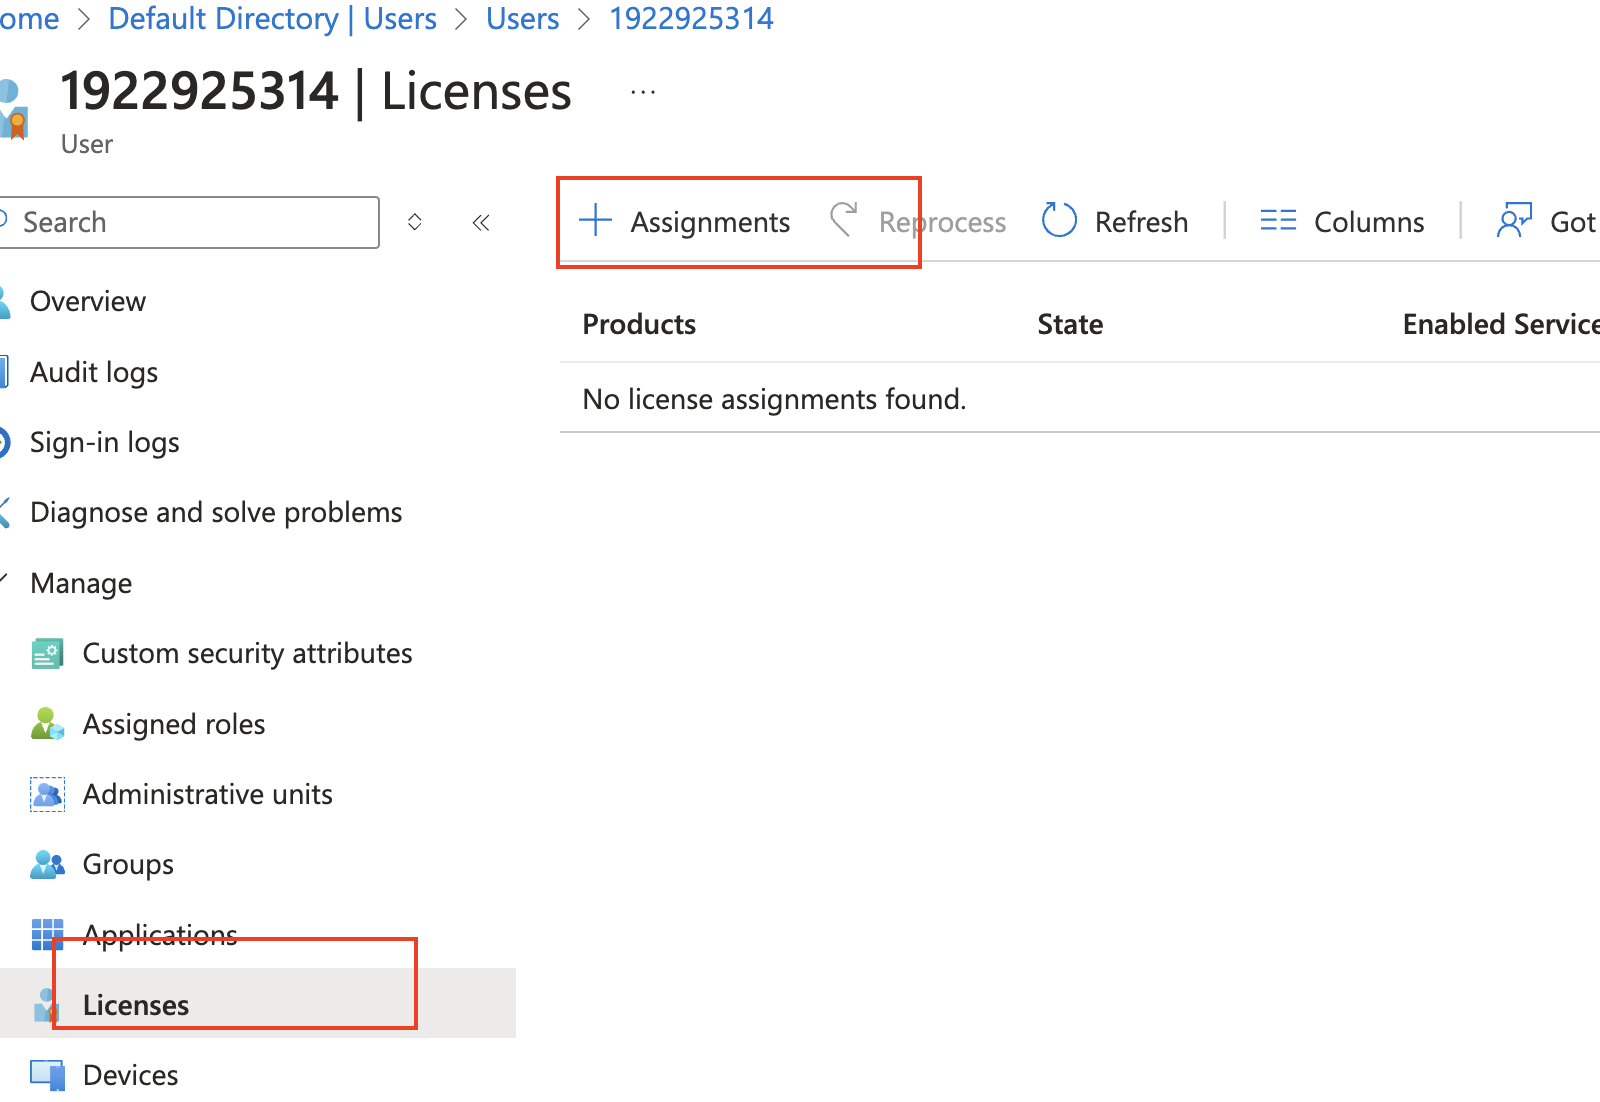 ome > Default Directory | Users > Users > 1922925314
1922925314 | Licenses ...
User
Search
Assignments Reprocess Refresh Columns Got
Overview
Audit logs
Sign-in logs
Diagnose and solve problems
Manage
Custom security attributes
Assigned roles
Administrative units
Groups
Applications
Licenses
Devices
Products State Enabled Service
No license assignments found.